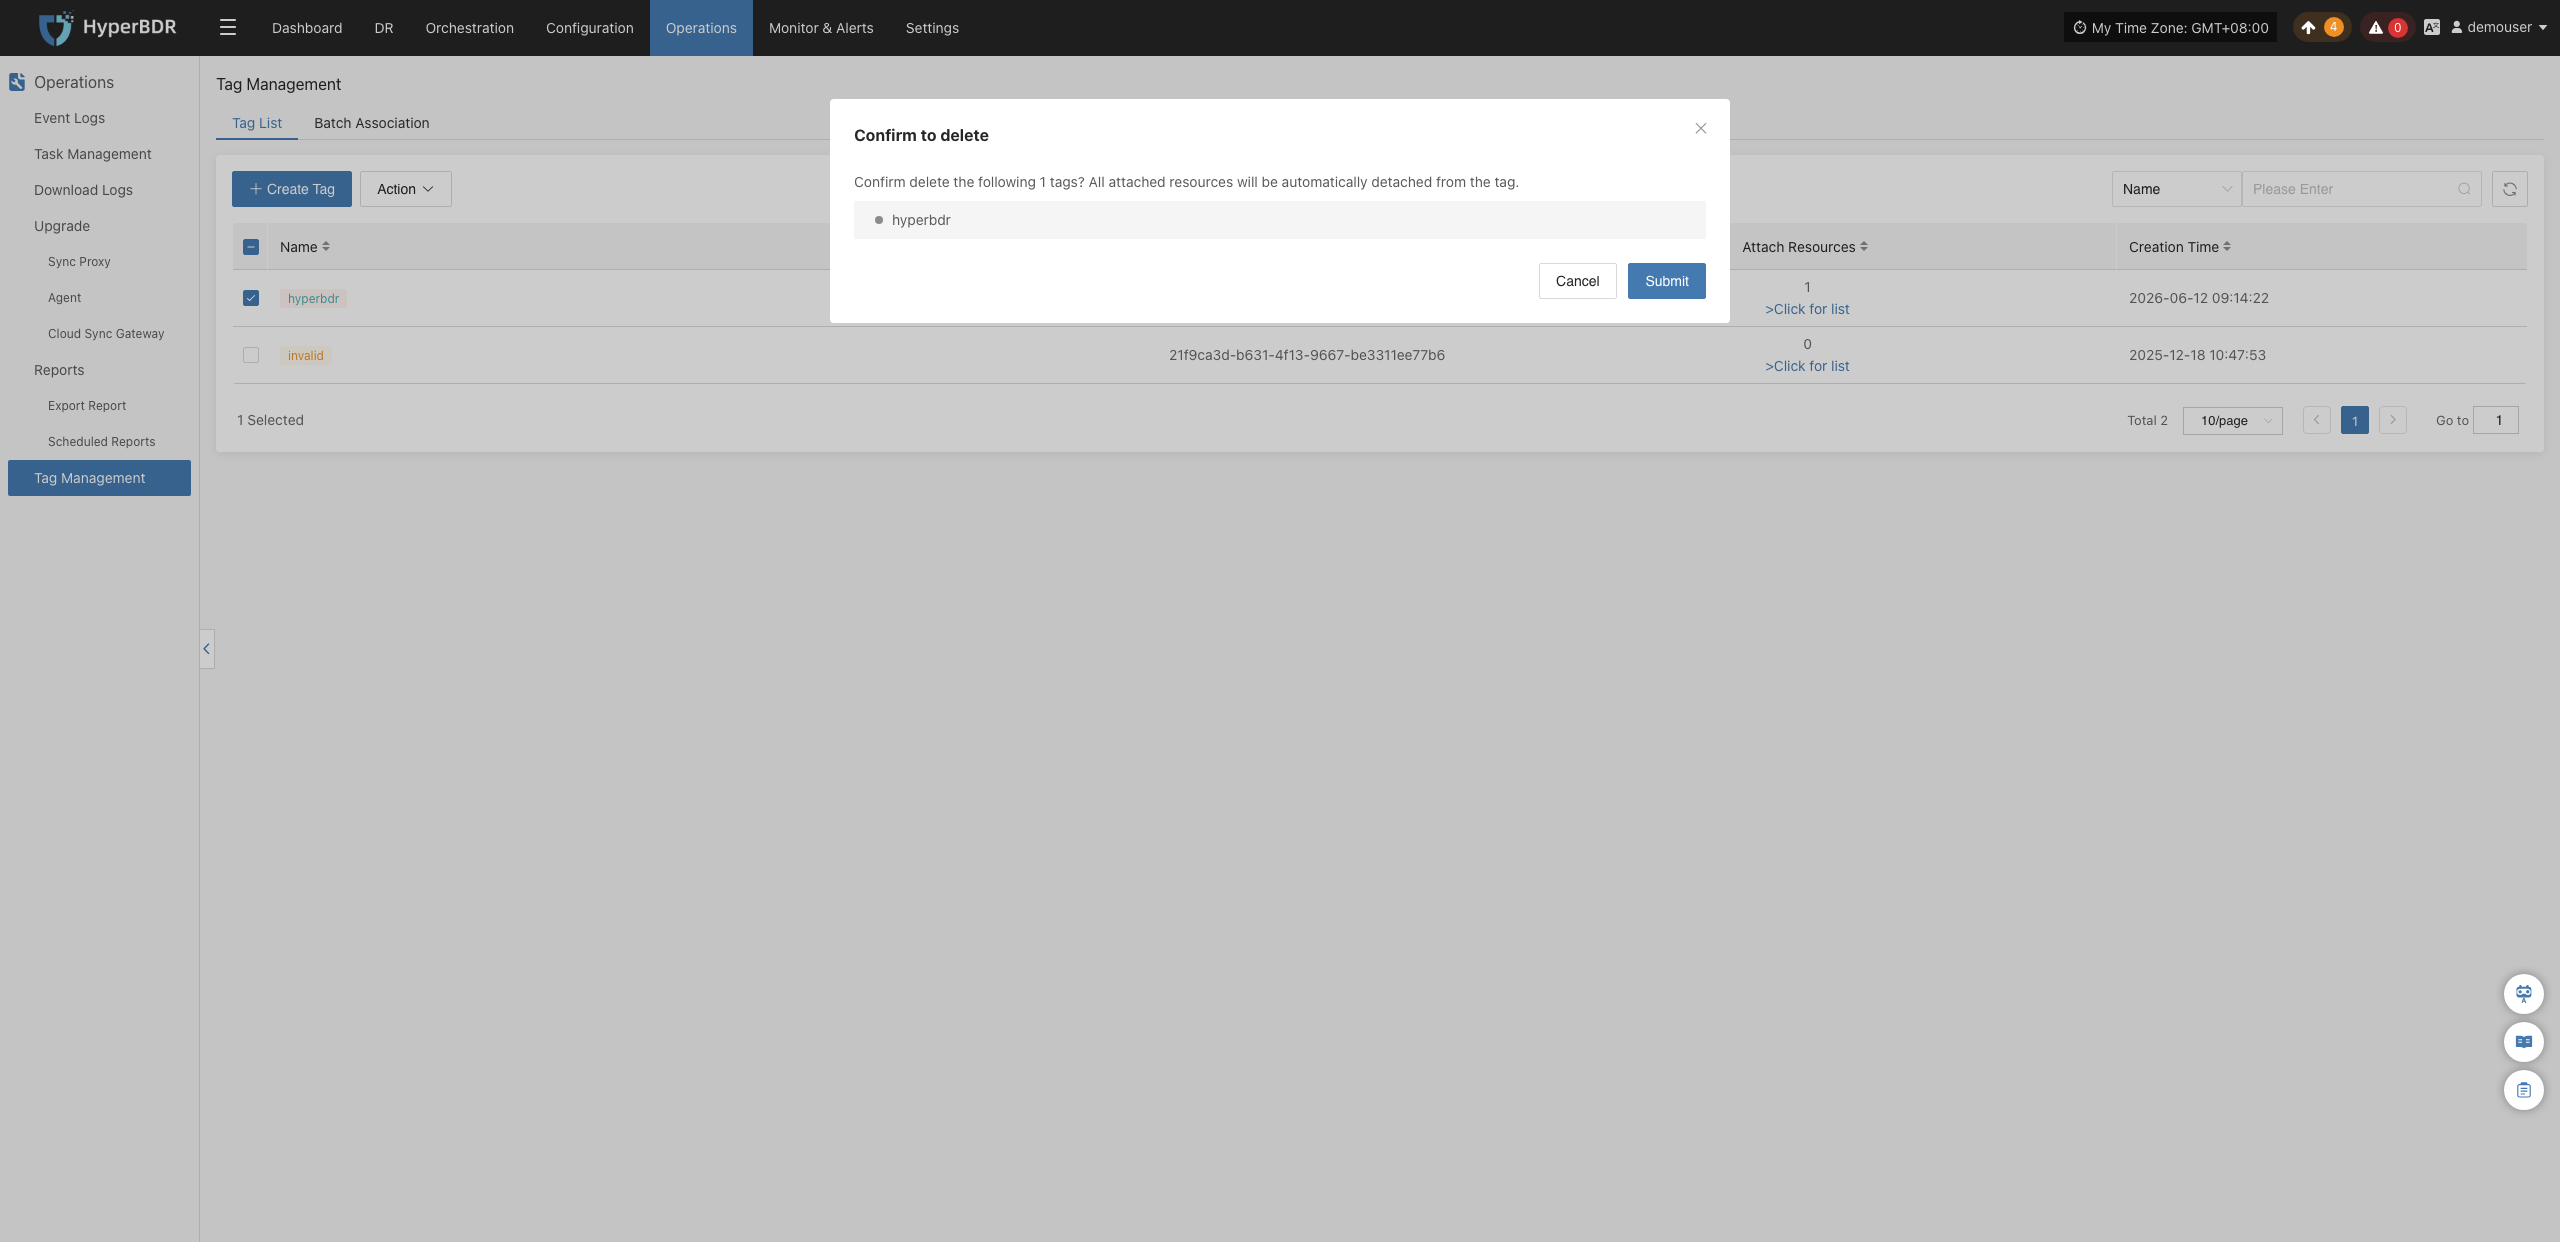 HyperBDR
Dashboard
DR
Orchestration
Configuration
Operations
Monitor & Alerts
Settings
My Time Zone: GMT+08:00
4
0
demouser
Operations
Event Logs
Task Management
Download Logs
Upgrade
Sync Proxy
Agent
Cloud Sync Gateway
Reports
Export Report
Scheduled Reports
Tag Management
Tag Management
Tag List
Batch Association
Create Tag
Action
Name
Please Enter
Name
Attach Resources
Creation Time
hyperbdr
1
>Click for list
2026-06-12 09:14:22
invalid
21f9ca3d-b631-4f13-9667-be3311ee77b6
0
>Click for list
2025-12-18 10:47:53
1 Selected
Total 2
10/page
1
Go to
1
Confirm to delete
Confirm delete the following 1 tags? All attached resources will be automatically detached from the tag.
hyperbdr
Cancel
Submit